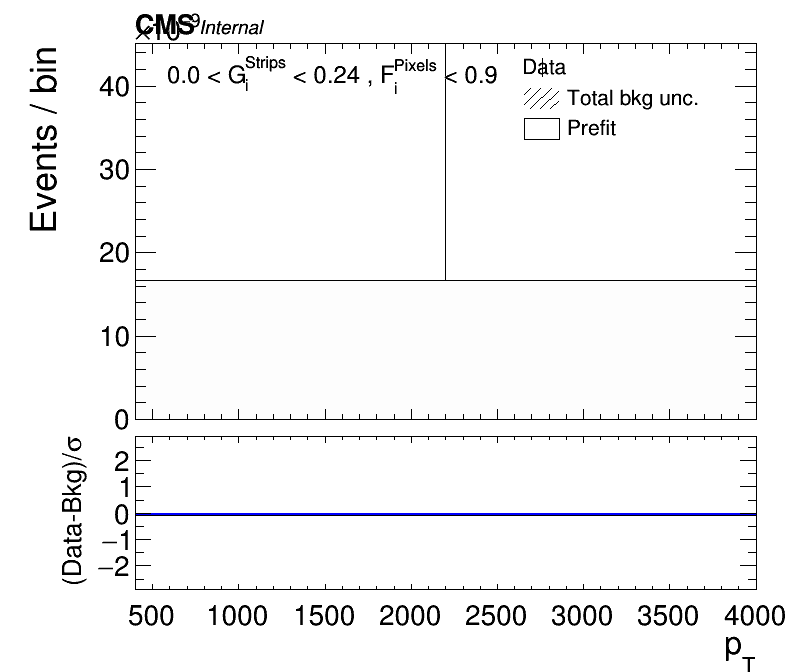 CMS Internal
×10⁻⁹
Events / bin
0.0 < G_i^Strips < 0.24 , F_i^Pixels < 0.9
Data
Total bkg unc.
Prefit
40
30
20
10
0
(Data-Bkg)/σ
2
1
0
−1
−2
500 1000 1500 2000 2500 3000 3500 4000
p_T